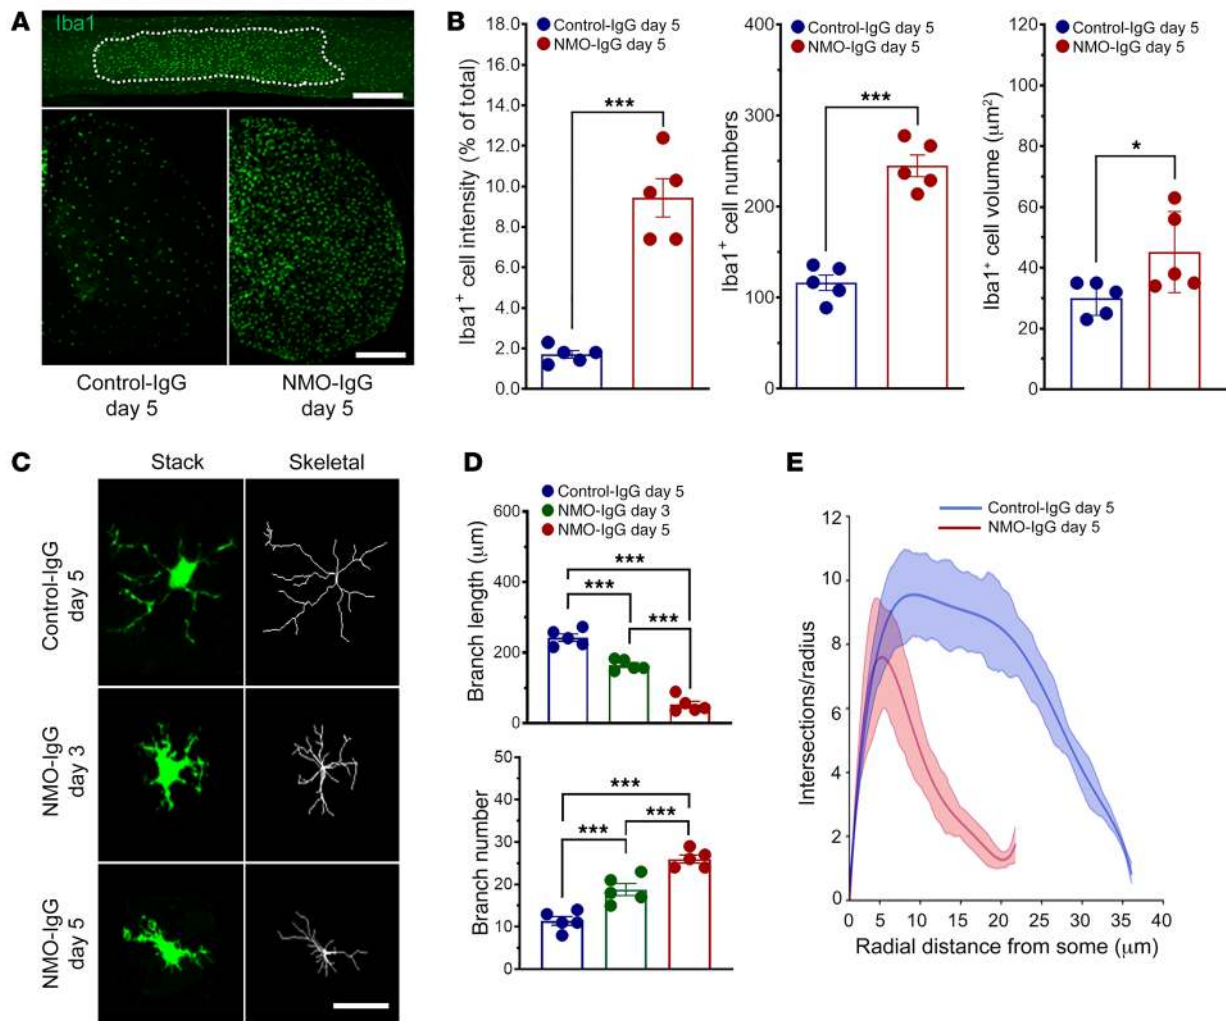 A
Iba1
Control-IgG
day 5
NMO-IgG
day 5
B
Control-IgG day 5
NMO-IgG day 5
Iba1+ cell intensity (% of total)
18.0
16.0
14.0
12.0
10.0
8.0
6.0
4.0
2.0
0.0
***
Control-IgG day 5
NMO-IgG day 5
Iba1+ cell numbers
400
300
200
100
0
***
Control-IgG day 5
NMO-IgG day 5
Iba1+ cell volume (μm²)
120
100
80
60
40
20
0
*
C
Stack
Skeletal
Control-IgG
day 5
NMO-IgG
day 3
NMO-IgG
day 5
D
Control-IgG day 5
NMO-IgG day 3
NMO-IgG day 5
Branch length (μm)
600
400
200
0
***
***
***
Branch number
50
40
30
20
10
0
***
***
***
E
Control-IgG day 5
NMO-IgG day 5
Intersections/radius
12
10
8
6
4
2
0
0
5
10
15
20
25
30
35
40
Radial distance from some (μm)